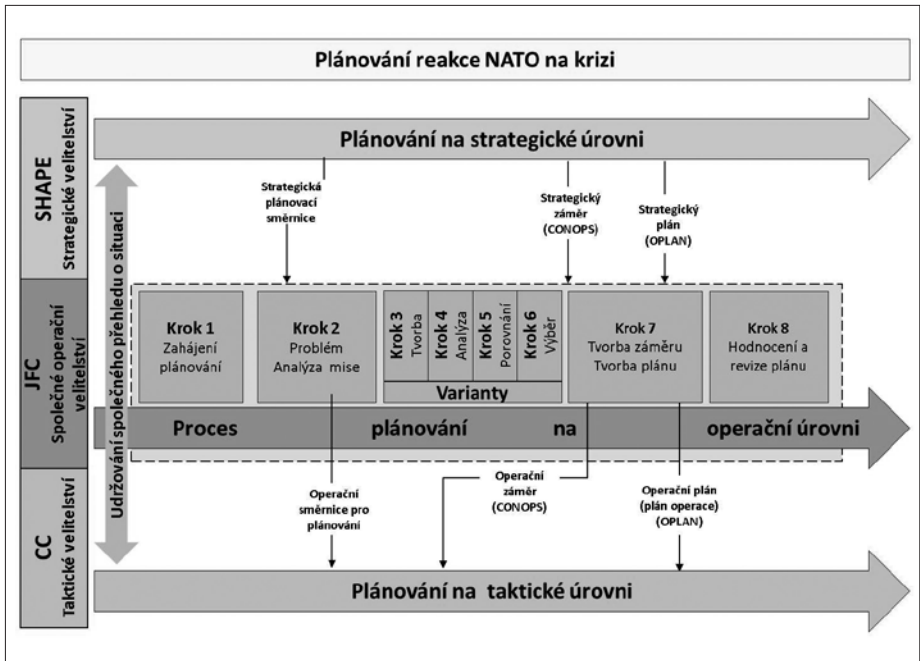 Plánování reakce NATO na krizi
SHAPE
Strategické velitelství
Plánování na strategické úrovni
Udržování společného přehledu o situaci
Strategická
plánovací
směrnice
Strategický
záměr
(CONOPS)
Strategický
plán
(OPLAN)
JFC
Společné operační
velitelství
Krok 1
Zahájení
plánování
Krok 2
Problém
Analýza mise
Krok 3
Tvorba
Krok 4
Analýza
Krok 5
Porovnání
Krok 6
Výběr
Varianty
Krok 7
Tvorba záměru
Tvorba plánu
Krok 8
Hodnocení a
revize plánu
Proces plánování na operační úrovni
Operační
směrnice pro
plánování
Operační
záměr
(CONOPS)
Operační plán
(plán operace)
(OPLAN)
CC
Taktické velitelství
Plánování na taktické úrovni